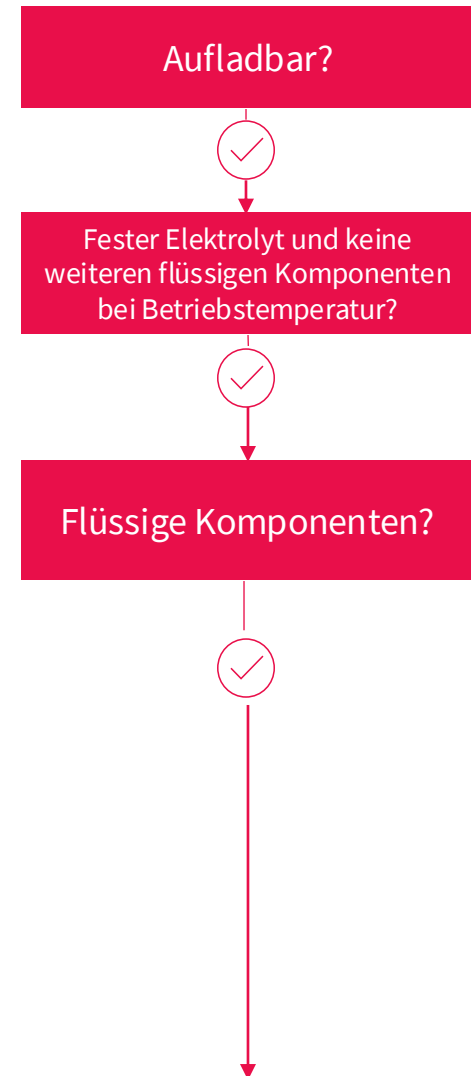 Aufladbar?
Fester Elektrolyt und keine
weiteren flüssigen Komponenten
bei Betriebstemperatur?
Flüssige Komponenten?